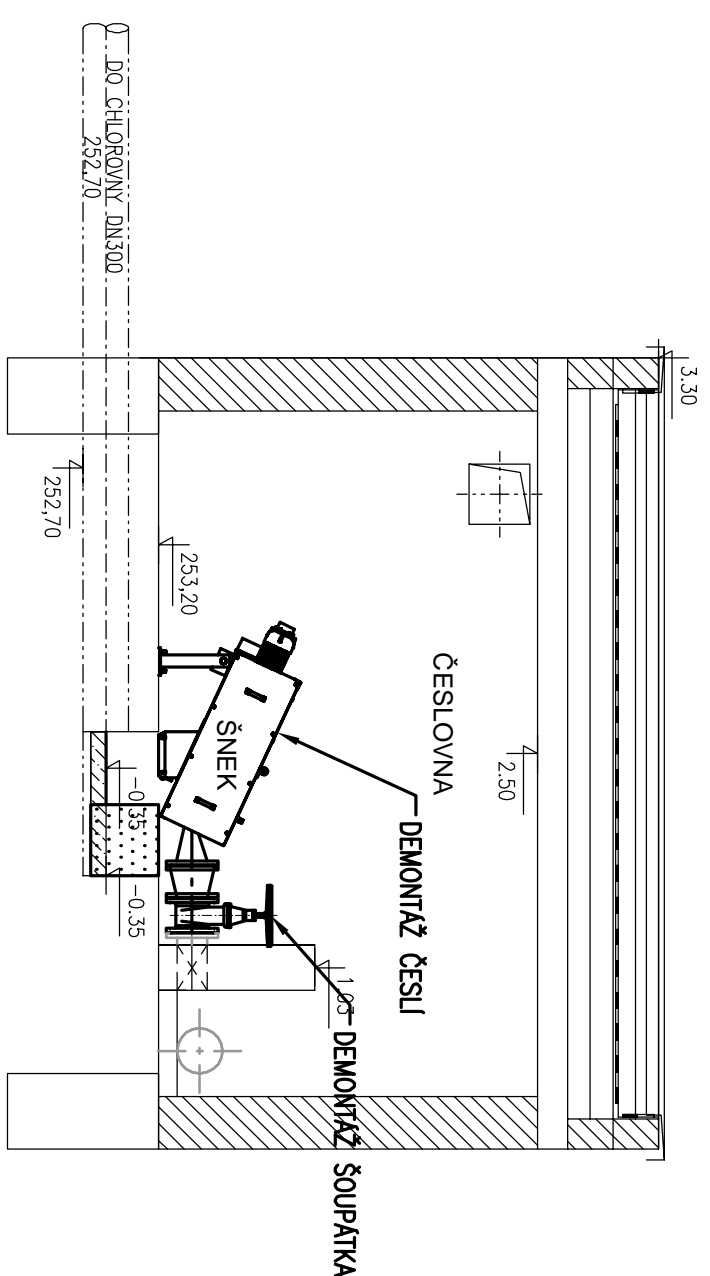 3.30
DO CHLOROVNY DN300
252.70
252,70
253,20
ČESLOVNA
2.50
ŠNEK
DEMONTÁŽ ČESLÍ
-0.35
-0.35
1.03
DEMONTÁŽ ŠOUPÁTKA